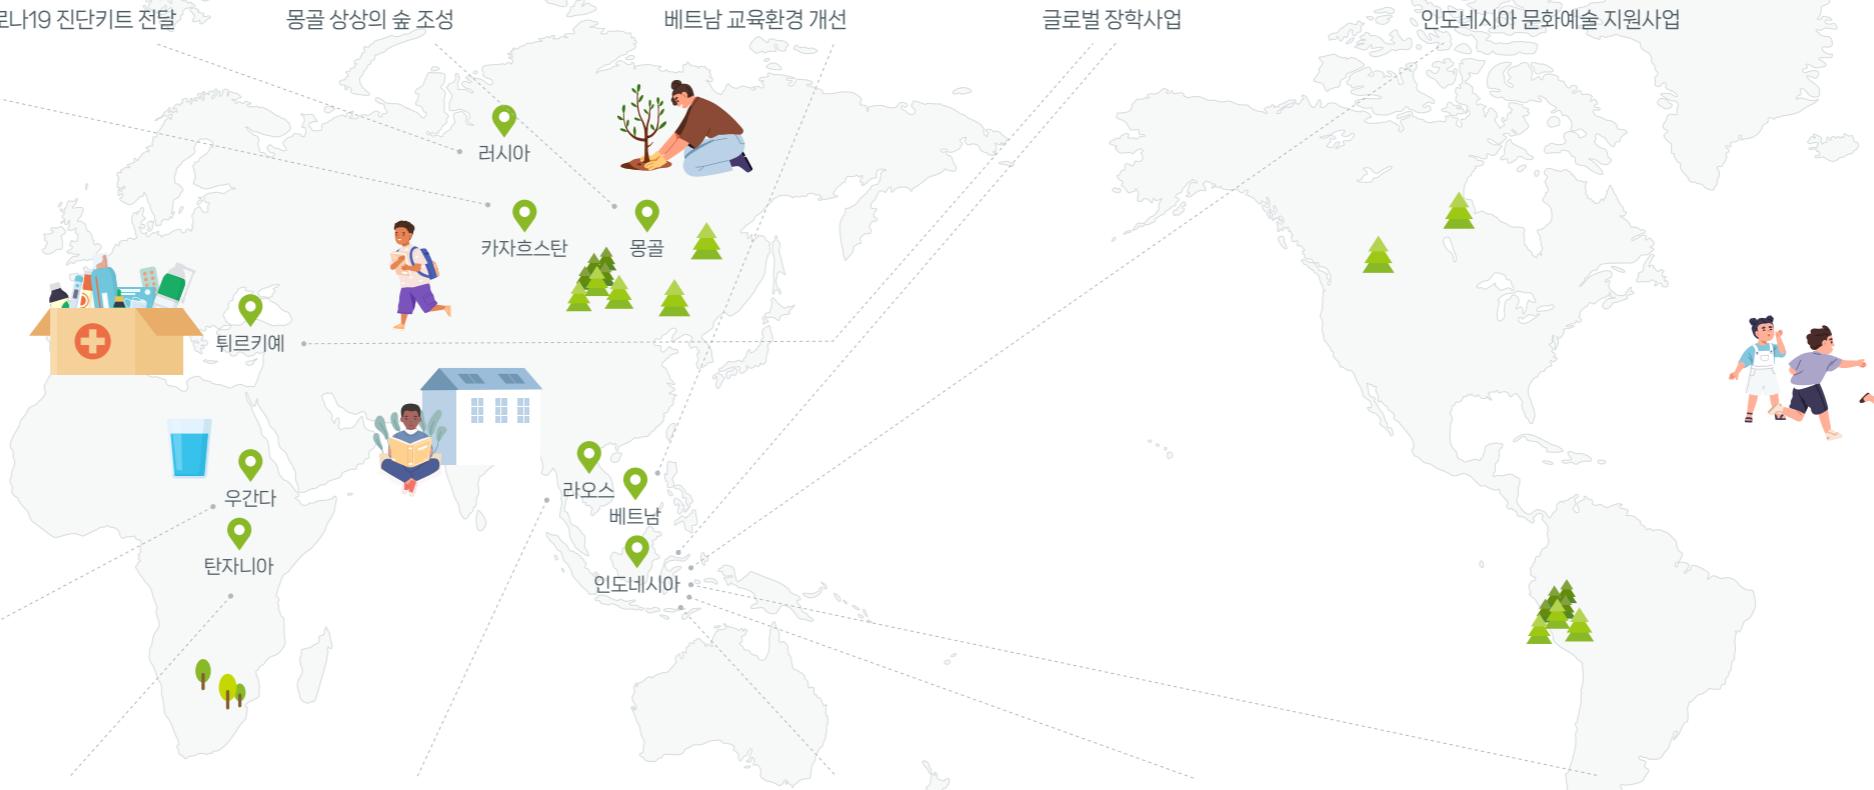 로나19 진단키트 전달
몽골 상상의 숲 조성
베트남 교육환경 개선
글로벌 장학사업
인도네시아 문화예술 지원사업
러시아
카자흐스탄
몽골
튀르키예
라오스
우간다
베트남
탄자니아
인도네시아